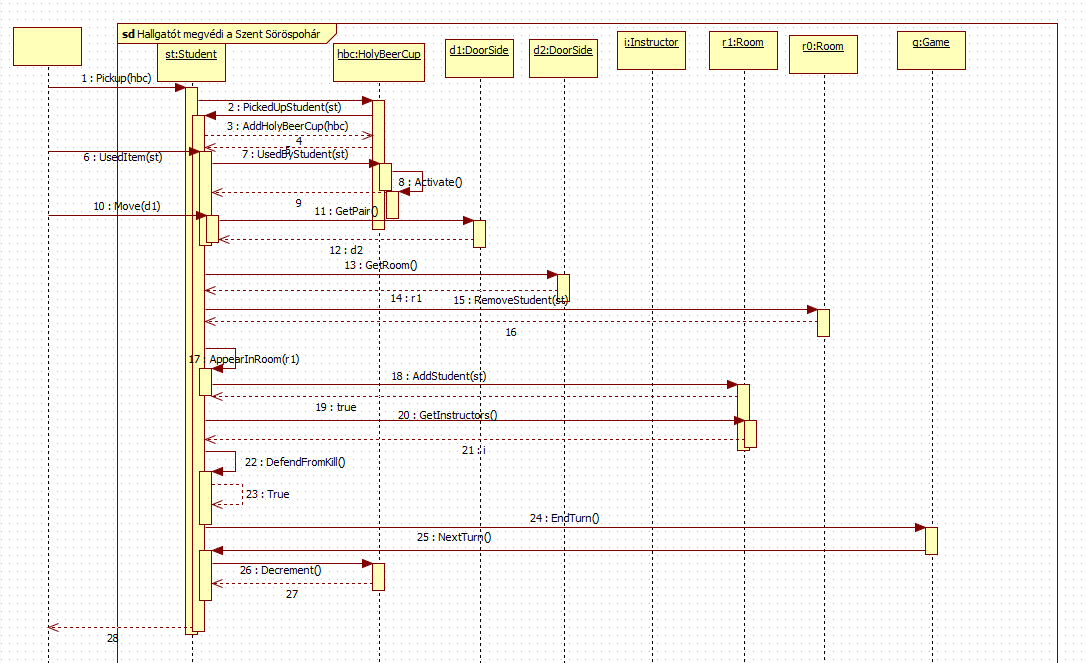 sd Hallgatót megvédi a Szent Söröspohár
st:Student
hbc:HolyBeerCup
d1:DoorSide
d2:DoorSide
i:Instructor
r1:Room
r0:Room
g:Game
1 : Pickup(hbc)
2 : PickedUpStudent(st)
3 : AddHolyBeerCup(hbc)
4
5
6 : UsedItem(st)
7 : UsedByStudent(st)
8 : Activate()
9
10 : Move(d1)
11 : GetPair()
12 : d2
13 : GetRoom()
14 : r1
15 : RemoveStudent(st)
16
17 : AppearInRoom(r1)
18 : AddStudent(st)
19 : true
20 : GetInstructors()
21 : i
22 : DefendFromKill()
23 : True
24 : EndTurn()
25 : NextTurn()
26 : Decrement()
27
28